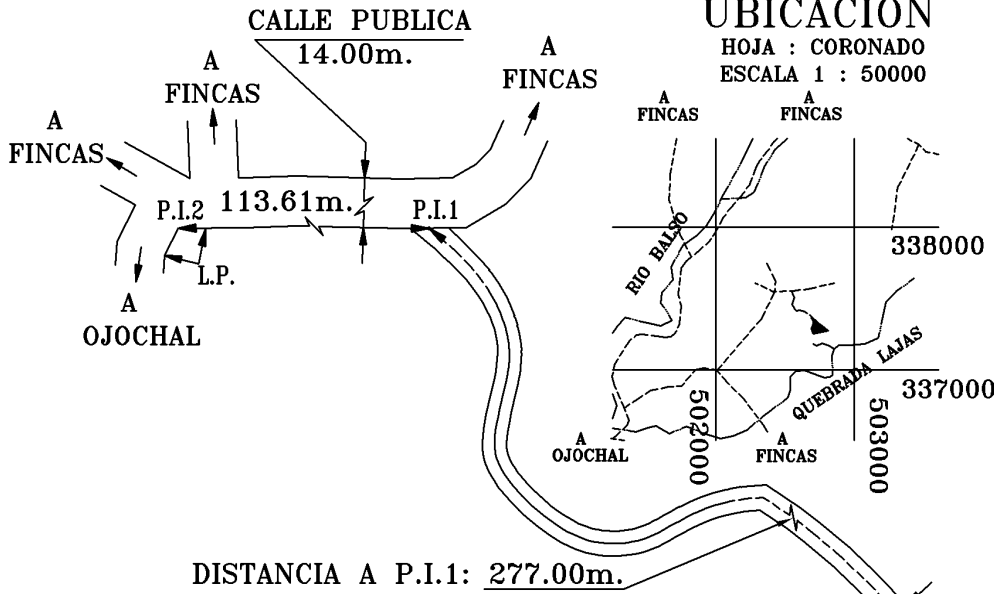 CALLE PUBLICA
14.00m.
A
FINCAS
A
FINCAS
A
FINCAS
P.I.2
113.61m.
P.I.1
L.P.
A
OJOCHAL
DISTANCIA A P.I.1: 277.00m.
UBICACION
HOJA : CORONADO
ESCALA 1 : 50000
A
FINCAS
A
FINCAS
RIO BALSO
338000
QUEBRADA LAJAS
337000
502000
503000
A
OJOCHAL
A
FINCAS